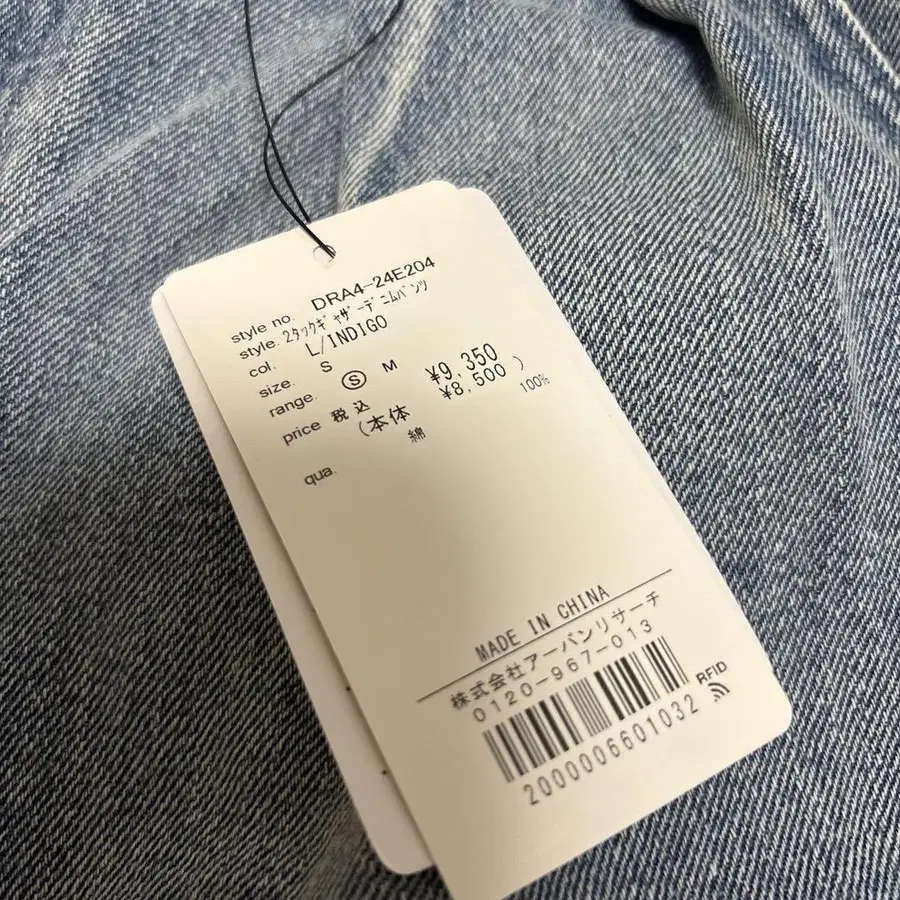 style no. DRA4-24E204
style. 2ﾀｯｸｷﾞｬｻﾞｰﾃﾞﾆﾑﾊﾟﾝﾂ
col. L/INDIGO
size. S
range. Ⓢ M
price 税込 ¥9,350
(本体 ¥8,500)
qua. 綿 100%
MADE IN CHINA
株式会社アーバンリサーチ
0120-967-013
RFID
2000006601032